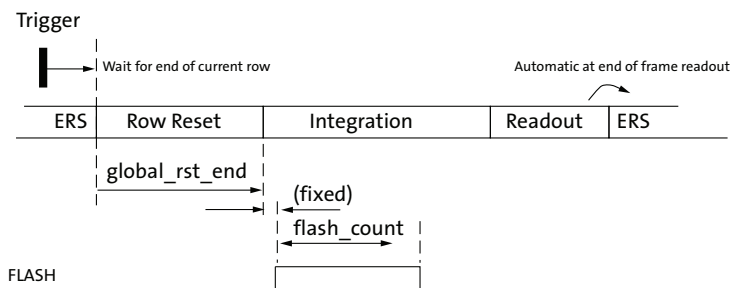 Trigger
Wait for end of current row
Automatic at end of frame readout
ERS Row Reset Integration Readout ERS
global_rst_end
(fixed)
flash_count
FLASH